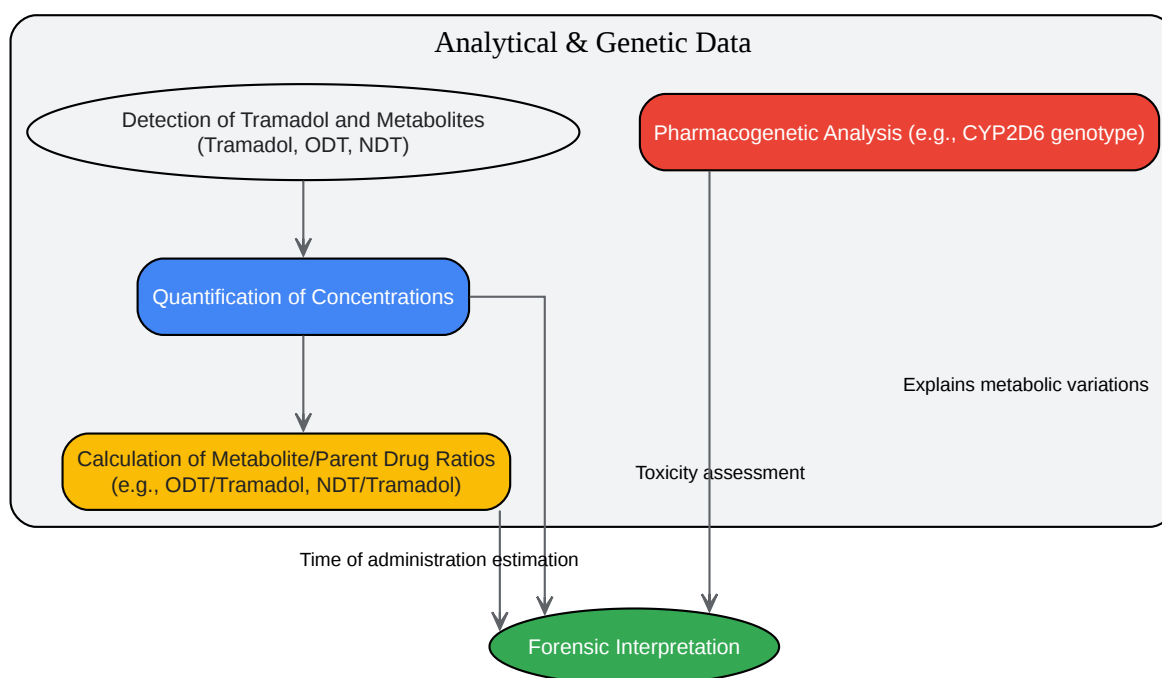 Analytical & Genetic Data
Detection of Tramadol and Metabolites
(Tramadol, ODT, NDT)
Pharmacogenetic Analysis (e.g., CYP2D6 genotype)
Quantification of Concentrations
Explains metabolic variations
Calculation of Metabolite/Parent Drug Ratios
(e.g., ODT/Tramadol, NDT/Tramadol)
Toxicity assessment
Time of administration estimation
Forensic Interpretation